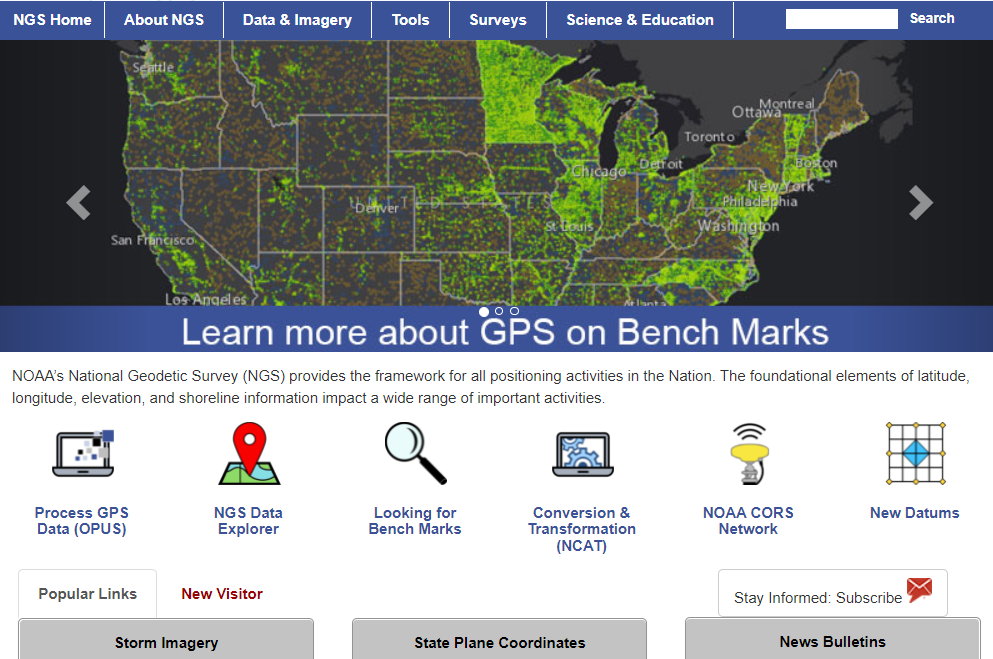 NGS Home About NGS Data & Imagery Tools Surveys Science & Education Search
Seattle
Montreal
Ottawa
Toronto
Detroit
Boston
Chicago
New York
UNITED STATES
Denver
Philadelphia
St Louis
Washington
San Francisco
Los Angeles
Atlanta
Learn more about GPS on Bench Marks
NOAA's National Geodetic Survey (NGS) provides the framework for all positioning activities in the Nation. The foundational elements of latitude,
longitude, elevation, and shoreline information impact a wide range of important activities.
Process GPS
Data (OPUS)
NGS Data
Explorer
Looking for
Bench Marks
Conversion &
Transformation
(NCAT)
NOAA CORS
Network
New Datums
Popular Links
New Visitor
Stay Informed: Subscribe
Storm Imagery
State Plane Coordinates
News Bulletins